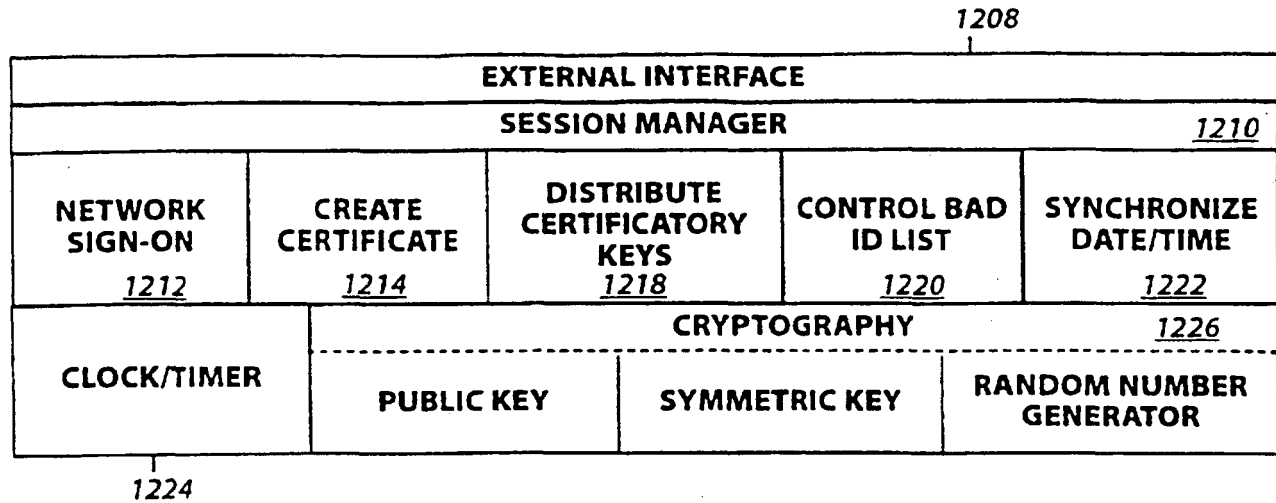 1208
EXTERNAL INTERFACE
SESSION MANAGER 1210
NETWORK
SIGN-ON
1212
CREATE
CERTIFICATE
1214
DISTRIBUTE
CERTIFICATORY
KEYS
1218
CONTROL BAD
ID LIST
1220
SYNCHRONIZE
DATE/TIME
1222
CLOCK/TIMER
CRYPTOGRAPHY 1226
PUBLIC KEY
SYMMETRIC KEY
RANDOM NUMBER
GENERATOR
1224